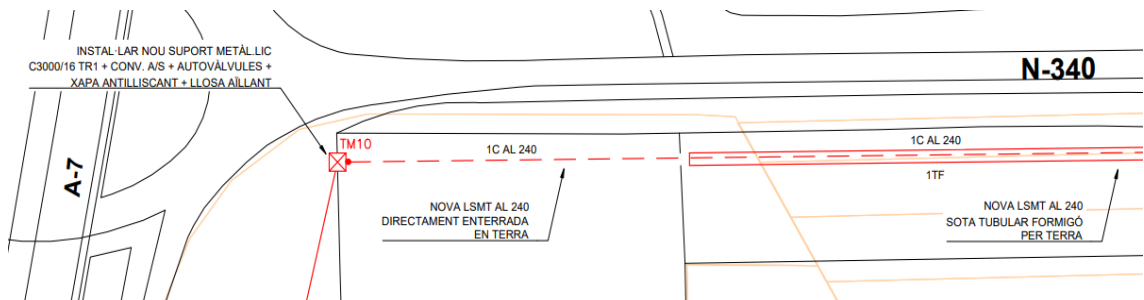 INSTAL·LAR NOU SUPORT METÀL.LIC
C3000/16 TR1 + CONV. A/S + AUTOVÀLVULES +
XAPA ANTILLISCANT + LLOSA AÏLLANT
N-340
TM10
1C AL 240
1C AL 240
A-7
1TF
NOVA LSMT AL 240
DIRECTAMENT ENTERRADA
EN TERRA
NOVA LSMT AL 240
SOTA TUBULAR FORMIGÓ
PER TERRA